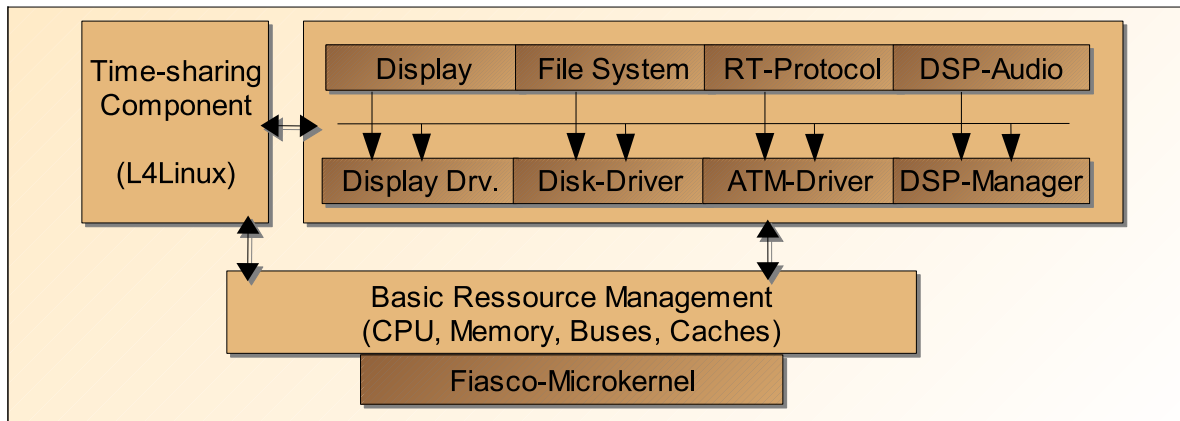 Time-sharing
Component
(L4Linux)
Display
File System
RT-Protocol
DSP-Audio
Display Drv.
Disk-Driver
ATM-Driver
DSP-Manager
Basic Ressource Management
(CPU, Memory, Buses, Caches)
Fiasco-Microkernel